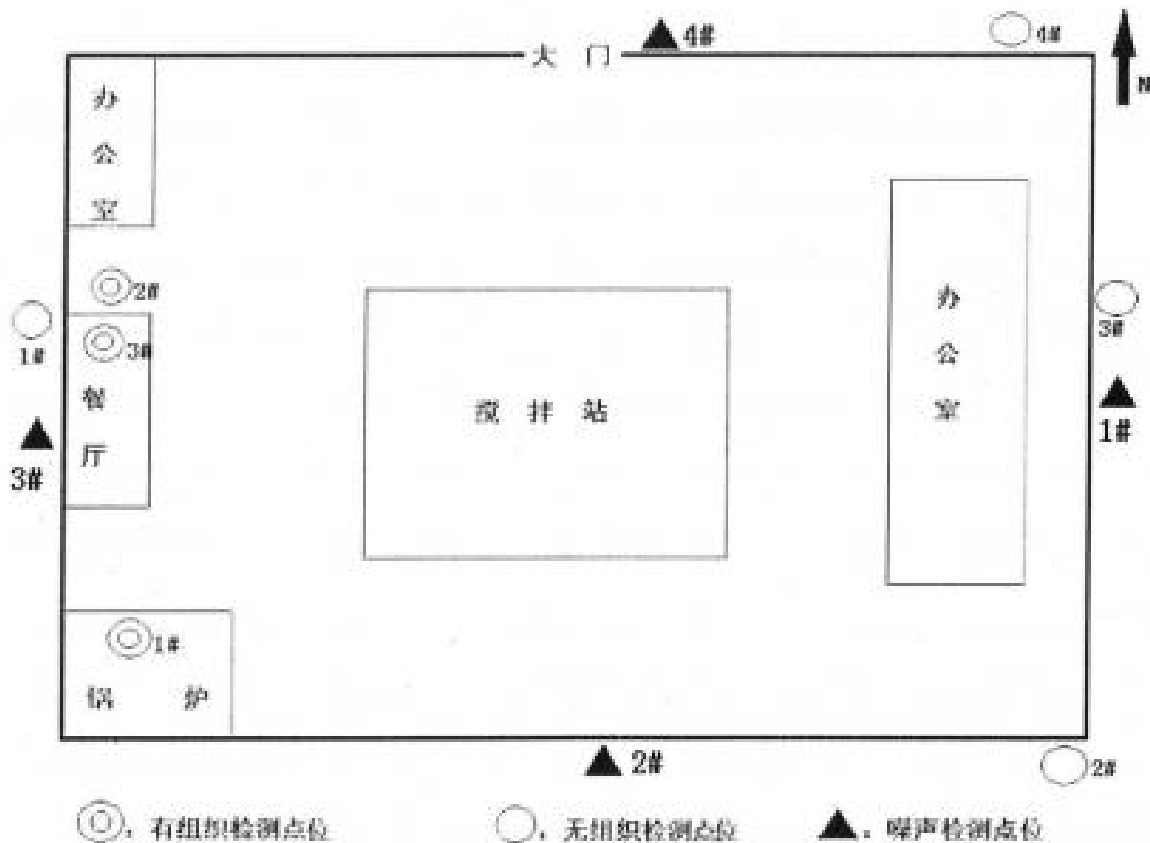 ▲4#
○4#
大 门
N
办公室
◎2#
○
1#
◎3#
餐厅
▲
3#
搅 拌 站
办公室
○
3#
▲
1#
◎1#
锅 炉
▲2#
○2#
◎. 有组织检测点位
○. 无组织检测点位
▲. 噪声检测点位